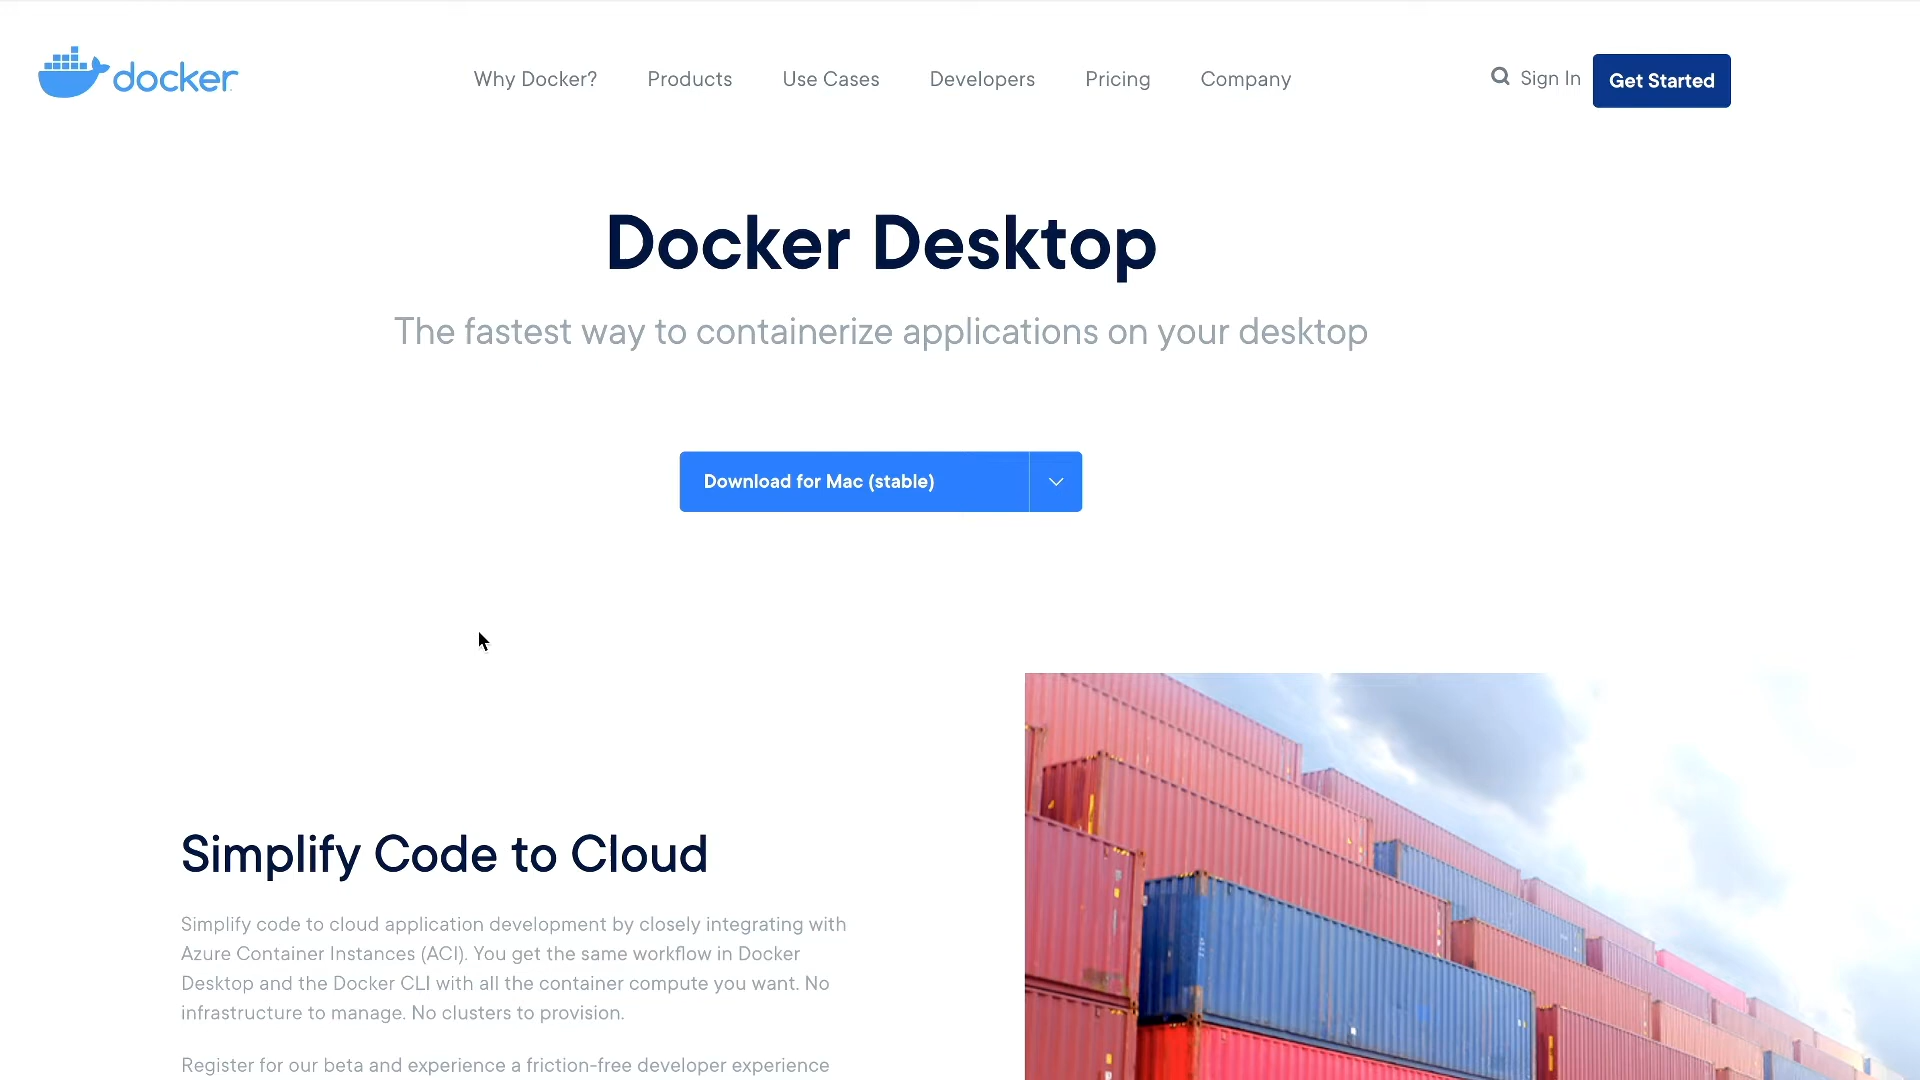 docker
Why Docker?
Products
Use Cases
Developers
Pricing
Company
Sign In
Get Started
Docker Desktop
The fastest way to containerize applications on your desktop
Download for Mac (stable)
Simplify Code to Cloud
Simplify code to cloud application development by closely integrating with
Azure Container Instances (ACI). You get the same workflow in Docker
Desktop and the Docker CLI with all the container compute you want. No
infrastructure to manage. No clusters to provision.
Register for our beta and experience a friction-free developer experience